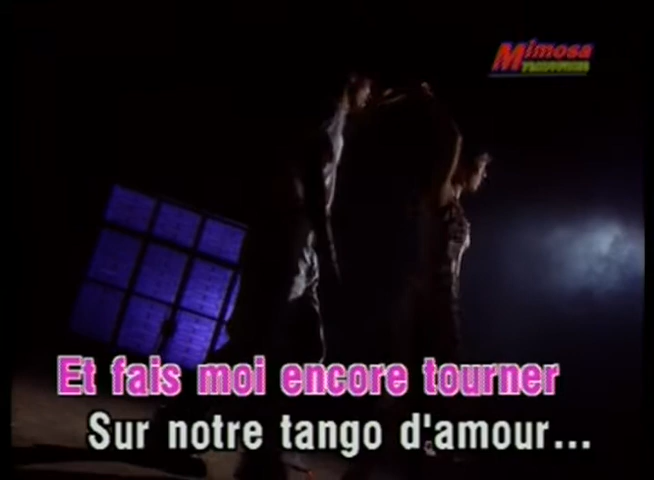 Mimosa
Et fais moi encore tourner
Sur notre tango d'amour...